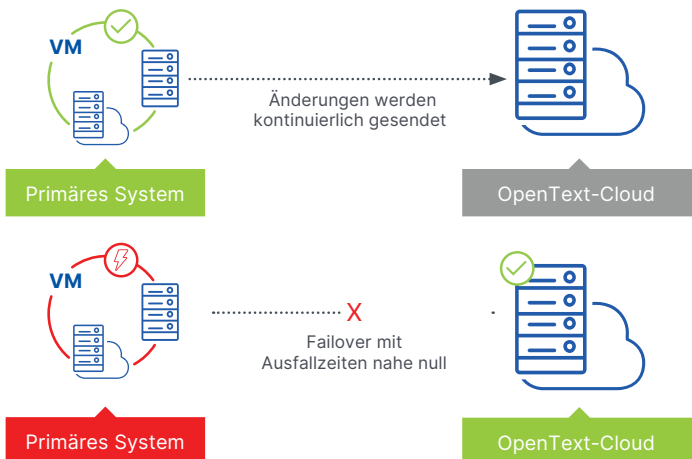 VM
Änderungen werden
kontinuierlich gesendet
Primäres System
OpenText-Cloud
VM
X
Failover mit
Ausfallzeiten nahe null
Primäres System
OpenText-Cloud